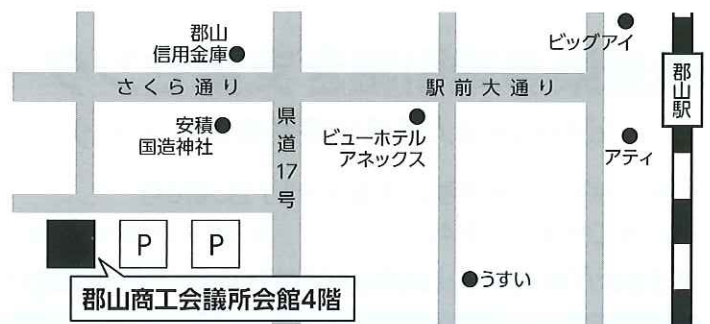 郡山
信用金庫
ビッグアイ
さくら通り
駅前大通り
郡山駅
安積
国造神社
県道17号
ビューホテル
アネックス
アティ
P
P
うすい
郡山商工会議所会館4階